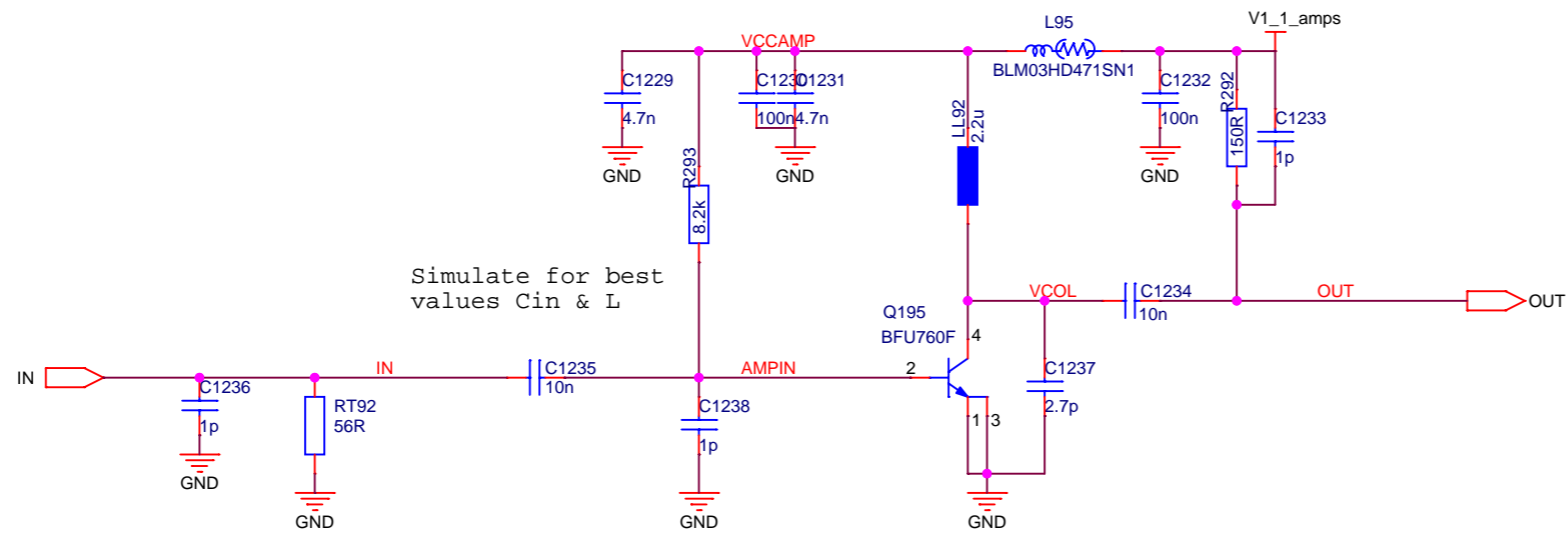 V1_1_amps
L95
VCCAMP
BLM03HD471SN1
C1229
4.7n
C1230
100n
C1231
4.7n
C1232
100n
R292
150R
C1233
1p
LL92
2.2u
GND
GND
GND
R293
8.2k
Simulate for best
values Cin & L
VCOL
C1234
10n
OUT
OUT
Q195
BFU760F
4
2
1
3
C1237
2.7p
IN
IN
C1235
10n
AMPIN
C1236
1p
RT92
56R
C1238
1p
GND
GND
GND
GND